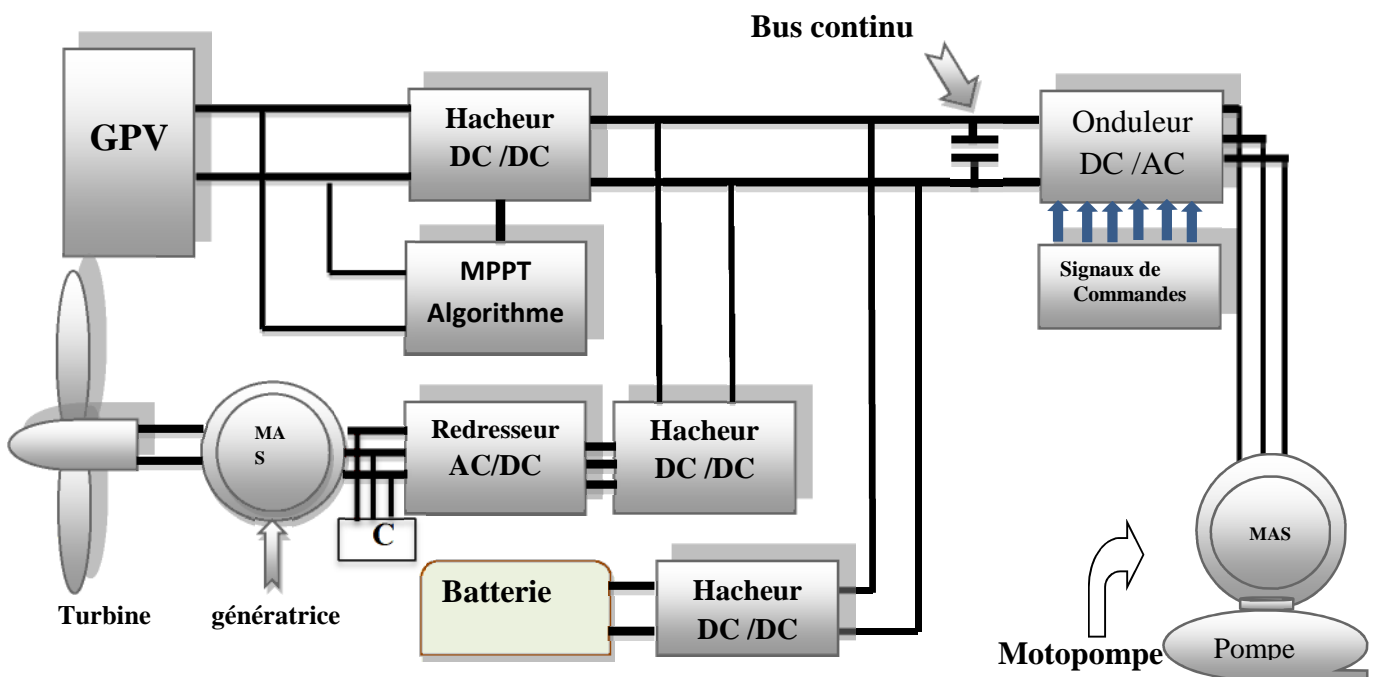 Bus continu
GPV
Hacheur
DC /DC
Onduleur
DC /AC
MPPT
Algorithme
Signaux de
Commandes
MA
S
Redresseur
AC/DC
Hacheur
DC /DC
C
MAS
Batterie
Hacheur
DC /DC
Turbine
génératrice
Motopompe
Pompe